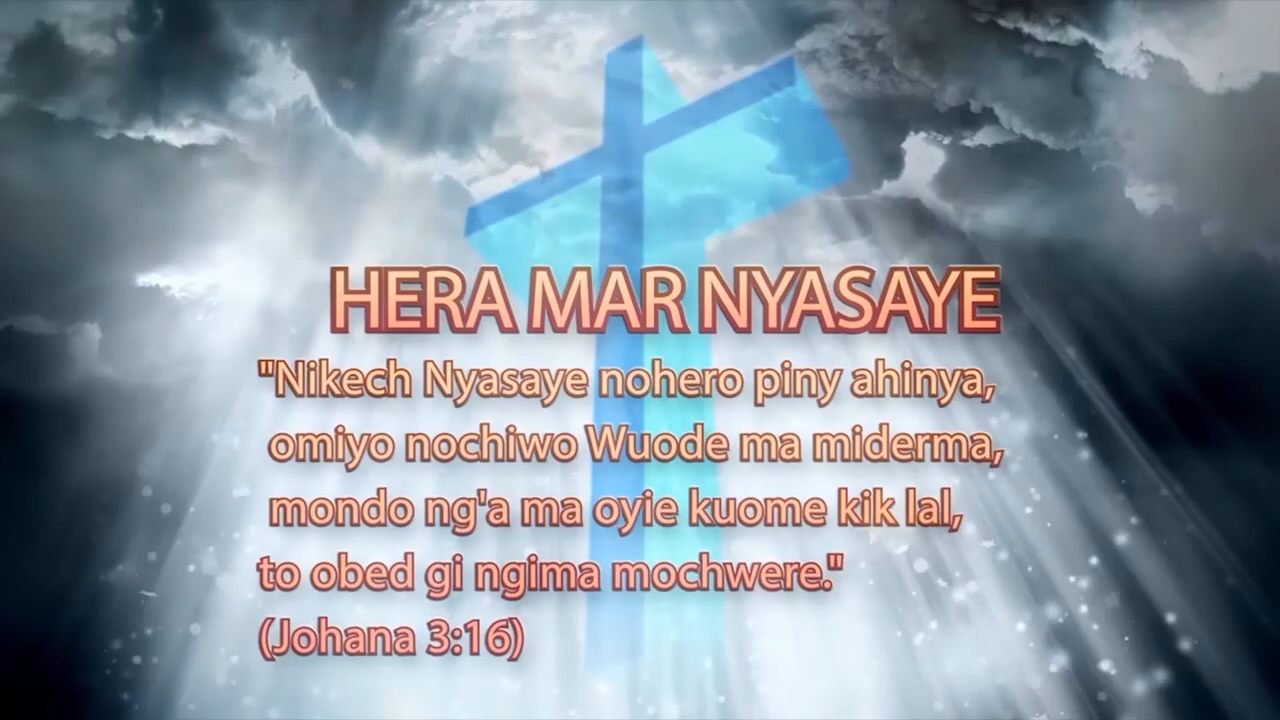 HERA MAR NYASAYE
"Nikech Nyasaye nohero piny ahinya,
omiyo nochiwo Wuode ma miderma,
mondo ng'a ma oyie kuome kik lal,
to obed gi ngima mochwere."
(Johana 3:16)